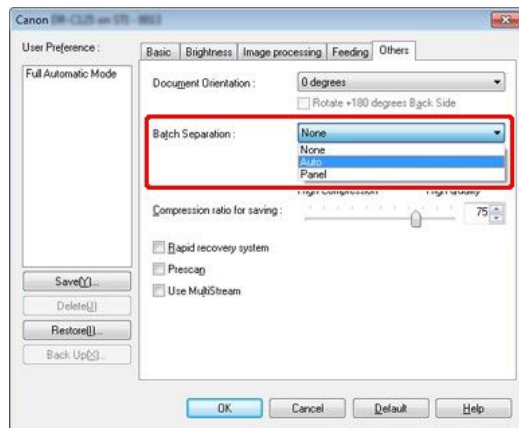 Canon
User Preference :
Full Automatic Mode
Save(Y)...
Delete(J)
Restore(I)...
Back Up(X)...
Basic Brightness Image processing Feeding Others
Document Orientation : 0 degrees
Rotate +180 degrees Back Side
Batch Separation : None
None
Auto
Panel
High Compression High Quality
Compression ratio for saving : 75
Rapid recovery system
Prescan
Use MultiStream
OK Cancel Default Help